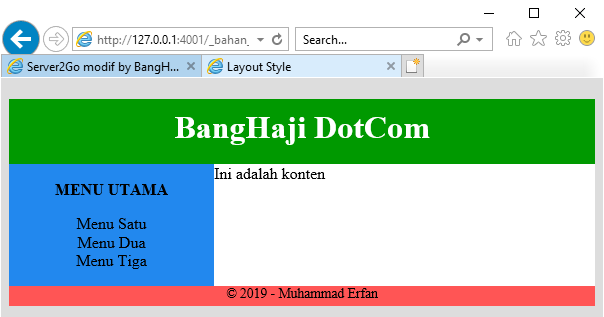 http://127.0.0.1:4001/_bahan_
Search...
Server2Go modif by BangH...
Layout Style
BangHaji DotCom
MENU UTAMA
Ini adalah konten
Menu Satu
Menu Dua
Menu Tiga
© 2019 - Muhammad Erfan